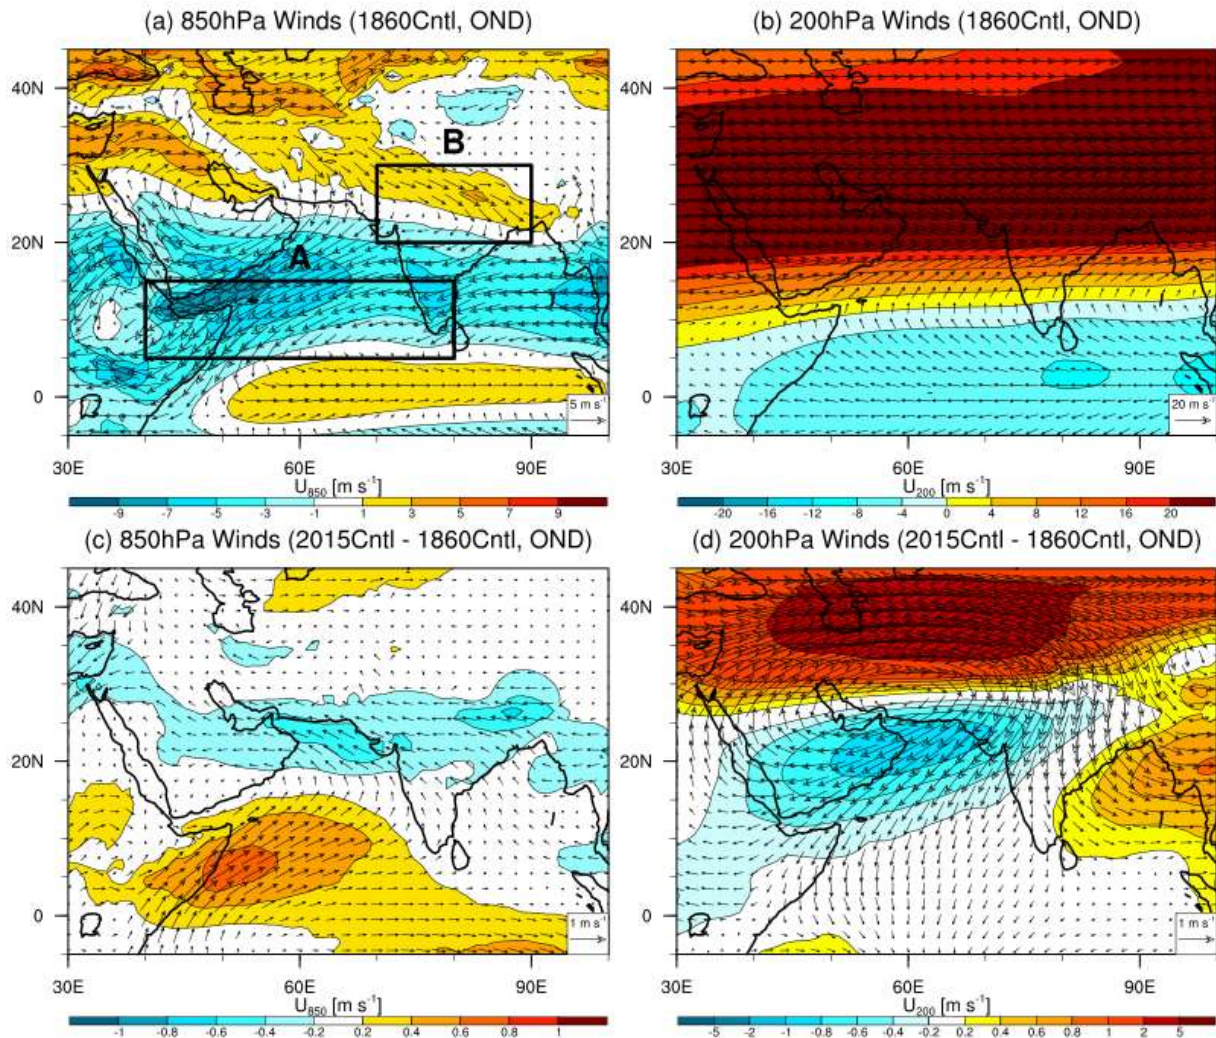 (a) 850hPa Winds (1860Cntl, OND)
(b) 200hPa Winds (1860Cntl, OND)
40N
20N
0
B
A
5 m s⁻¹
30E 60E 90E
U₈₅₀ [m s⁻¹]
-9 -7 -5 -3 -1 1 3 5 7 9
40N
20N
0
20 m s⁻¹
30E 60E 90E
U₂₀₀ [m s⁻¹]
-20 -16 -12 -8 -4 0 4 8 12 16 20
(c) 850hPa Winds (2015Cntl - 1860Cntl, OND)
(d) 200hPa Winds (2015Cntl - 1860Cntl, OND)
40N
20N
0
1 m s⁻¹
30E 60E 90E
U₈₅₀ [m s⁻¹]
-1 -0.8 -0.6 -0.4 -0.2 0.2 0.4 0.6 0.8 1
40N
20N
0
1 m s⁻¹
30E 60E 90E
U₂₀₀ [m s⁻¹]
-5 -2 -1 -0.8 -0.6 -0.4 -0.2 0.2 0.4 0.6 0.8 1 2 5